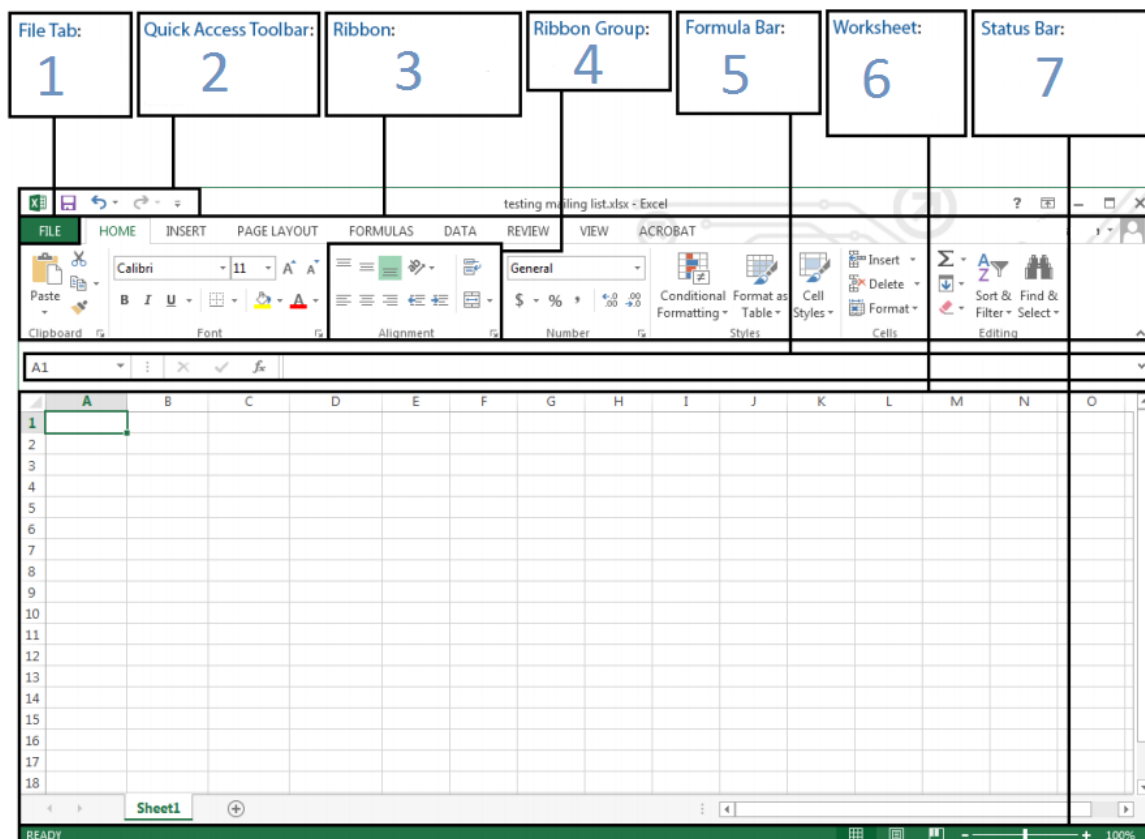 File Tab: Quick Access Toolbar: Ribbon: Ribbon Group: Formula Bar: Worksheet: Status Bar:
1 2 3 4 5 6 7
testing mailing list.xlsx - Excel ?
FILE HOME INSERT PAGE LAYOUT FORMULAS DATA REVIEW VIEW ACROBAT
Calibri 11 General Insert
Paste B I U $ % Conditional Format as Cell Delete Sort & Find &
Formatting Table Styles Format Filter Select
Clipboard Font Alignment Number Styles Cells Editing
A1 fx
A B C D E F G H I J K L M N O
1
2
3
4
5
6
7
8
9
10
11
12
13
14
15
16
17
18
Sheet1
READY 100%